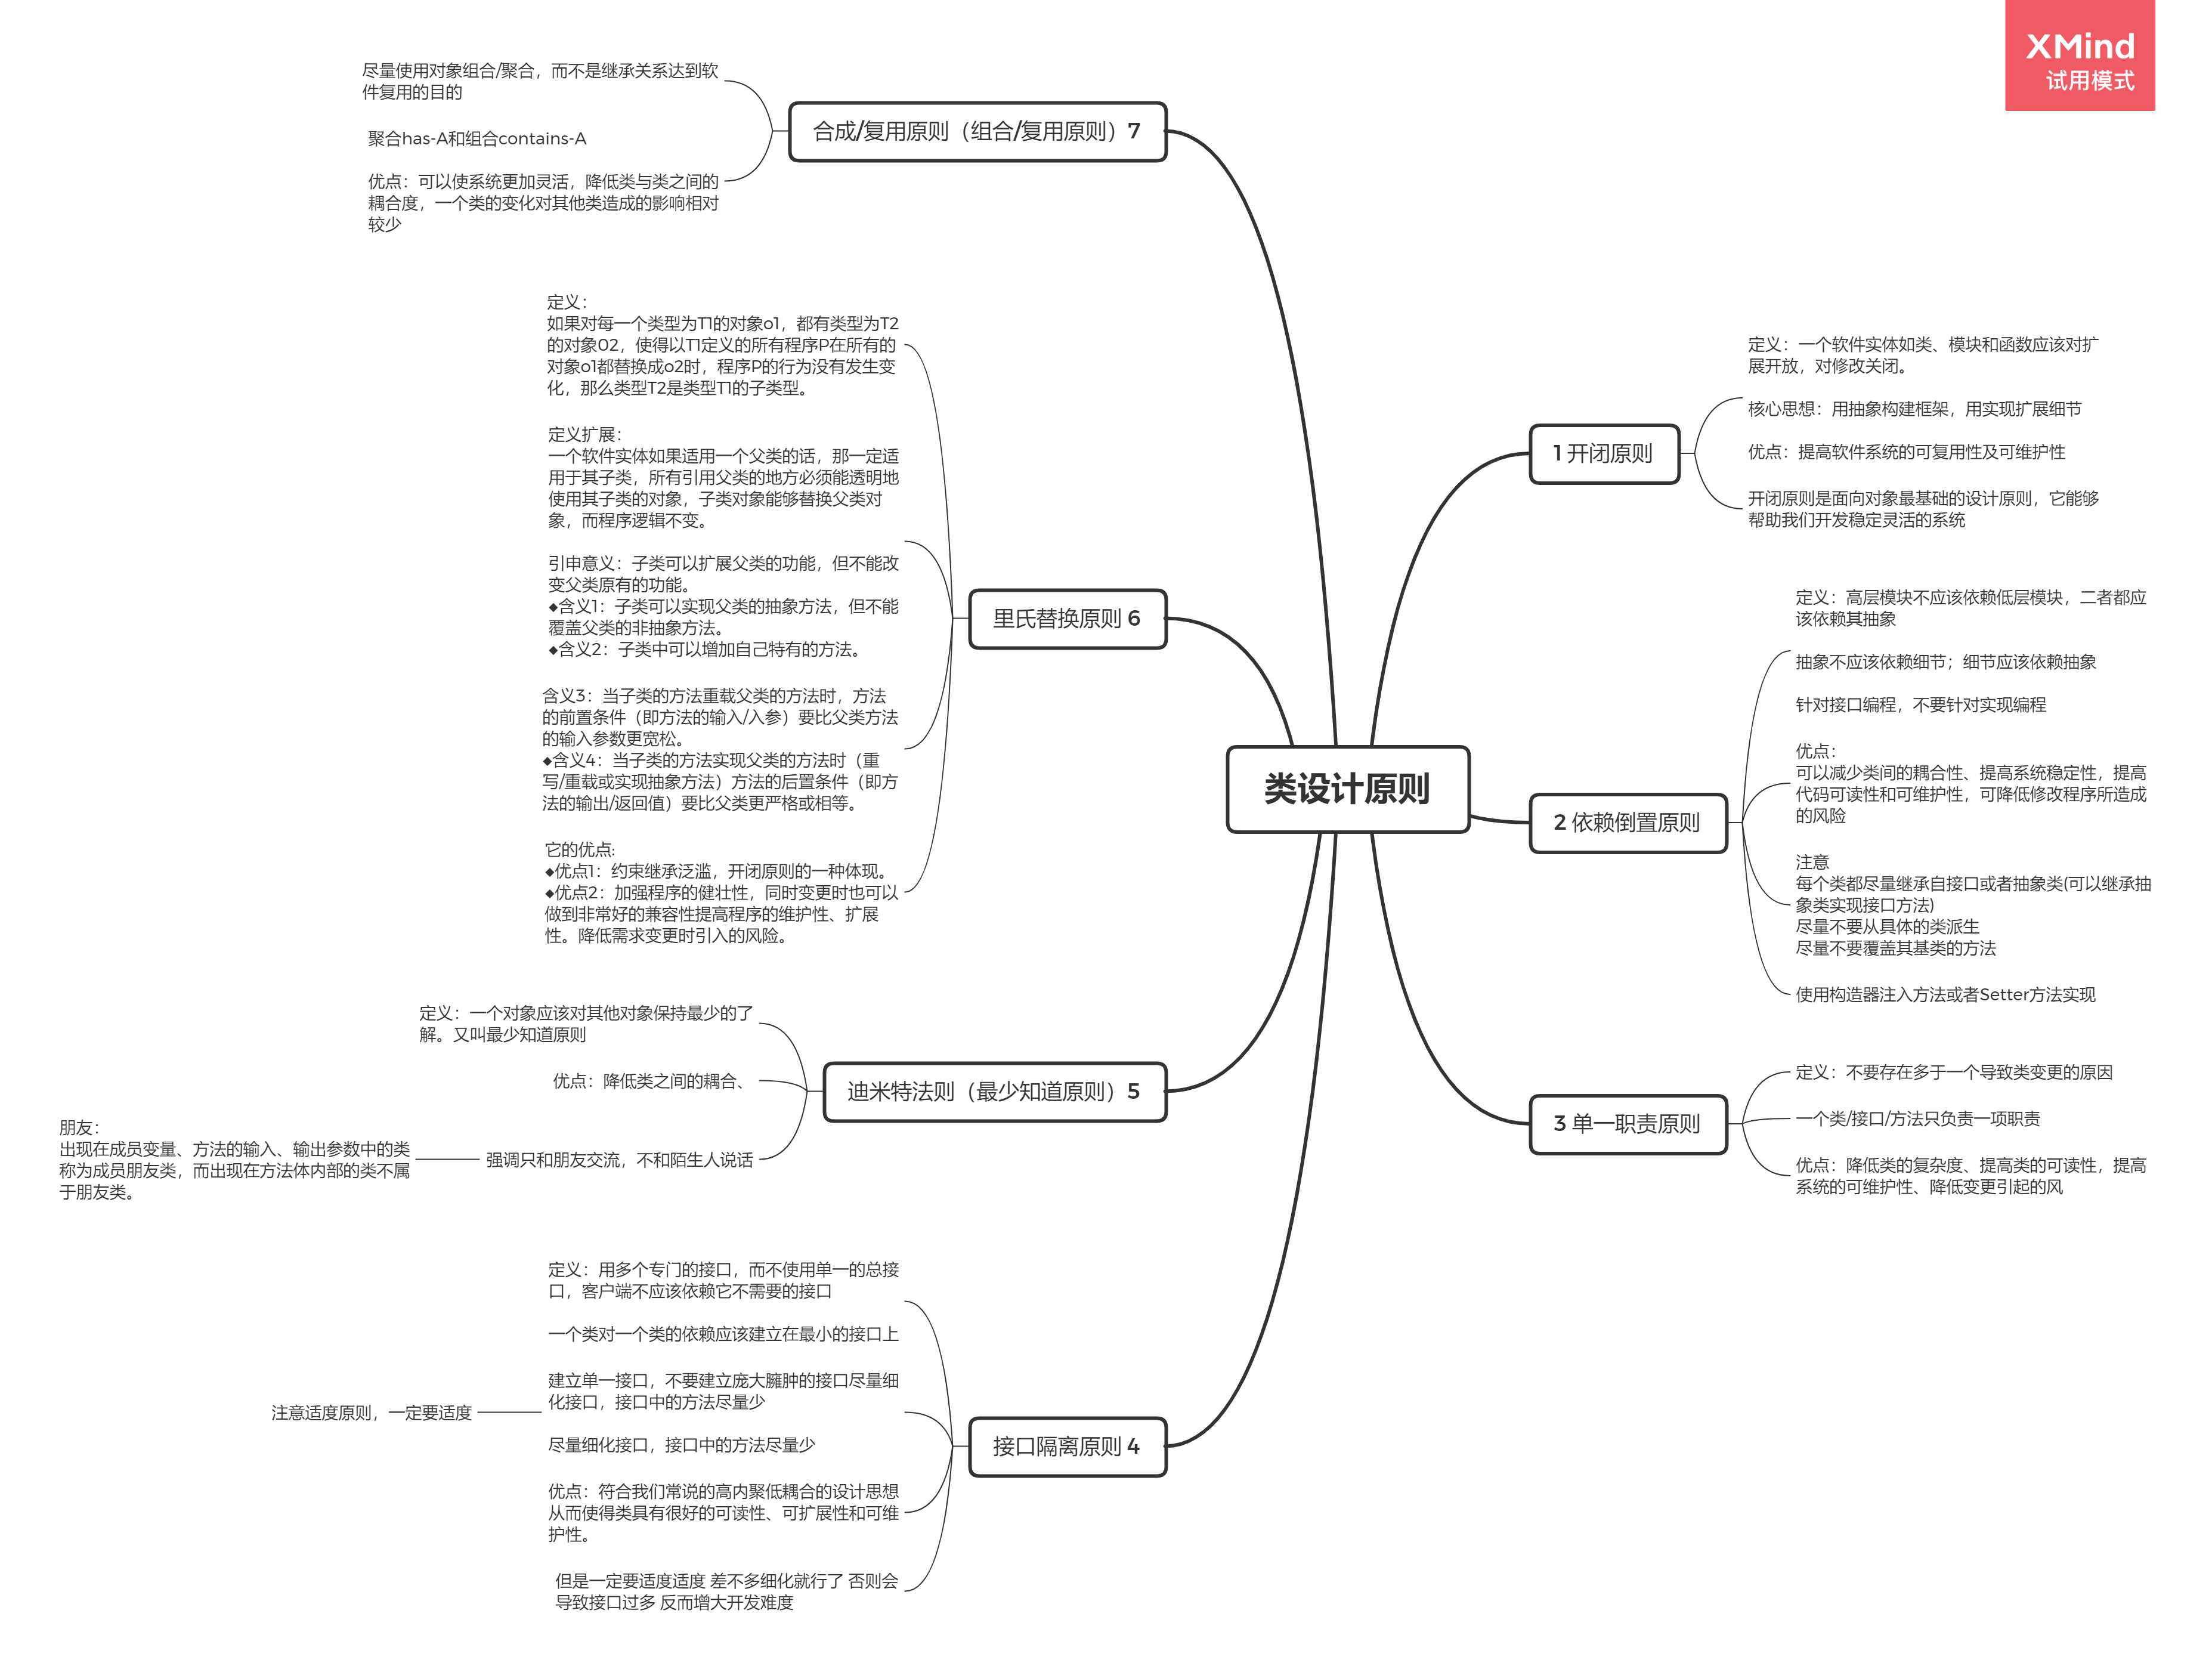 XMind
试用模式
类设计原则
1 开闭原则
定义：一个软件实体如类、模块和函数应该对扩
展开放，对修改关闭。
核心思想：用抽象构建框架，用实现扩展细节
优点：提高软件系统的可复用性及可维护性
开闭原则是面向对象最基础的设计原则，它能够
帮助我们开发稳定灵活的系统
2 依赖倒置原则
定义：高层模块不应该依赖低层模块，二者都应
该依赖其抽象
抽象不应该依赖细节；细节应该依赖抽象
针对接口编程，不要针对实现编程
优点：
可以减少类间的耦合性、提高系统稳定性，提高
代码可读性和可维护性，可降低修改程序所造成
的风险
注意
每个类都尽量继承自接口或者抽象类(可以继承抽
象类实现接口方法)
尽量不要从具体的类派生
尽量不要覆盖其基类的方法
使用构造器注入方法或者Setter方法实现
3 单一职责原则
定义：不要存在多于一个导致类变更的原因
一个类/接口/方法只负责一项职责
优点：降低类的复杂度、提高类的可读性，提高
系统的可维护性、降低变更引起的风
接口隔离原则 4
定义：用多个专门的接口，而不使用单一的总接
口，客户端不应该依赖它不需要的接口
一个类对一个类的依赖应该建立在最小的接口上
建立单一接口，不要建立庞大臃肿的接口尽量细
化接口，接口中的方法尽量少
尽量细化接口，接口中的方法尽量少
注意适度原则，一定要适度
优点：符合我们常说的高内聚低耦合的设计思想
从而使得类具有很好的可读性、可扩展性和可维
护性。
但是一定要适度适度 差不多细化就行了 否则会
导致接口过多 反而增大开发难度
迪米特法则（最少知道原则）5
定义：一个对象应该对其他对象保持最少的了
解。又叫最少知道原则
优点：降低类之间的耦合、
强调只和朋友交流，不和陌生人说话
朋友：
出现在成员变量、方法的输入、输出参数中的类
称为成员朋友类，而出现在方法体内部的类不属
于朋友类。
里氏替换原则 6
定义：
如果对每一个类型为T1的对象o1，都有类型为T2
的对象02，使得以T1定义的所有程序P在所有的
对象o1都替换成o2时，程序P的行为没有发生变
化，那么类型T2是类型T1的子类型。
定义扩展：
一个软件实体如果适用一个父类的话，那一定适
用于其子类，所有引用父类的地方必须能透明地
使用其子类的对象，子类对象能够替换父类对
象，而程序逻辑不变。
引申意义：子类可以扩展父类的功能，但不能改
变父类原有的功能。
◆含义1：子类可以实现父类的抽象方法，但不能
覆盖父类的非抽象方法。
◆含义2：子类中可以增加自己特有的方法。
含义3：当子类的方法重载父类的方法时，方法
的前置条件（即方法的输入/入参）要比父类方法
的输入参数更宽松。
◆含义4：当子类的方法实现父类的方法时（重
写/重载或实现抽象方法）方法的后置条件（即方
法的输出/返回值）要比父类更严格或相等。
它的优点:
◆优点1：约束继承泛滥，开闭原则的一种体现。
◆优点2：加强程序的健壮性，同时变更时也可以
做到非常好的兼容性提高程序的维护性、扩展
性。降低需求变更时引入的风险。
合成/复用原则（组合/复用原则）7
尽量使用对象组合/聚合，而不是继承关系达到软
件复用的目的
聚合has-A和组合contains-A
优点：可以使系统更加灵活，降低类与类之间的
耦合度，一个类的变化对其他类造成的影响相对
较少